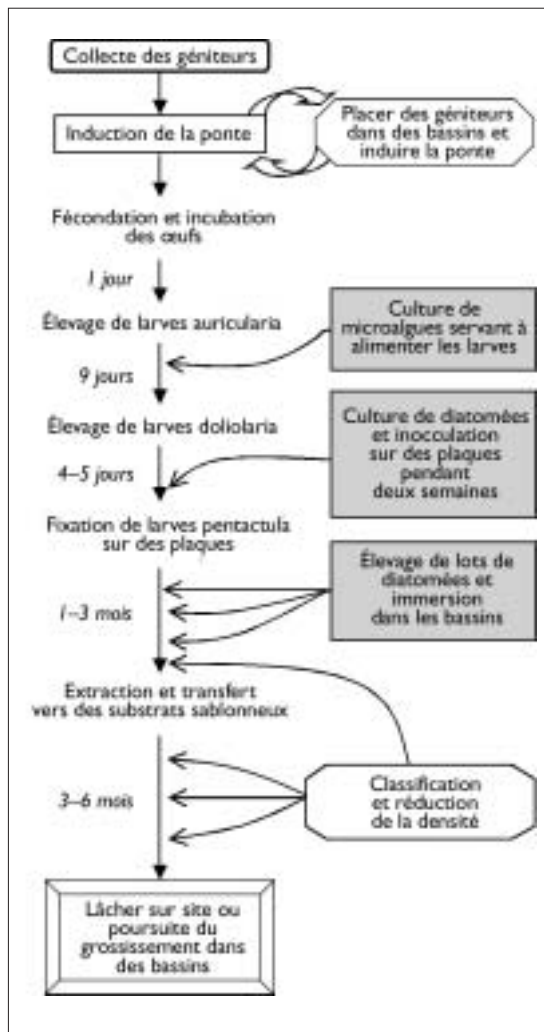 Collecte des géniteurs
Induction de la ponte
Placer des géniteurs
dans des bassins et
induire la ponte
Fécondation et incubation
des œufs
1 jour
Élevage de larves auricularia
Culture de
microalgues servant à
alimenter les larves
9 jours
Élevage de larves doliolaria
Culture de diatomées
et inocculation
sur des plaques
pendant
deux semaines
4–5 jours
Fixation de larves pentactula
sur des plaques
Élevage de lots de
diatomées et
immersion
dans les bassins
1–3 mois
Extraction et transfert
vers des substrats sablonneux
Classification
et réduction
de la densité
3–6 mois
Lâcher sur site ou
poursuite du
grossissement dans
des bassins